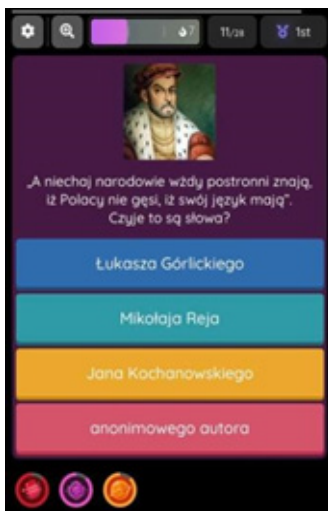 7 11/28 1st
„A niechaj narodowie wżdy postronni znają,
iż Polacy nie gęsi, iż swój język mają”.
Czyje to są słowa?
Łukasza Górlickiego
Mikołaja Reja
Jana Kochanowskiego
anonimowego autora